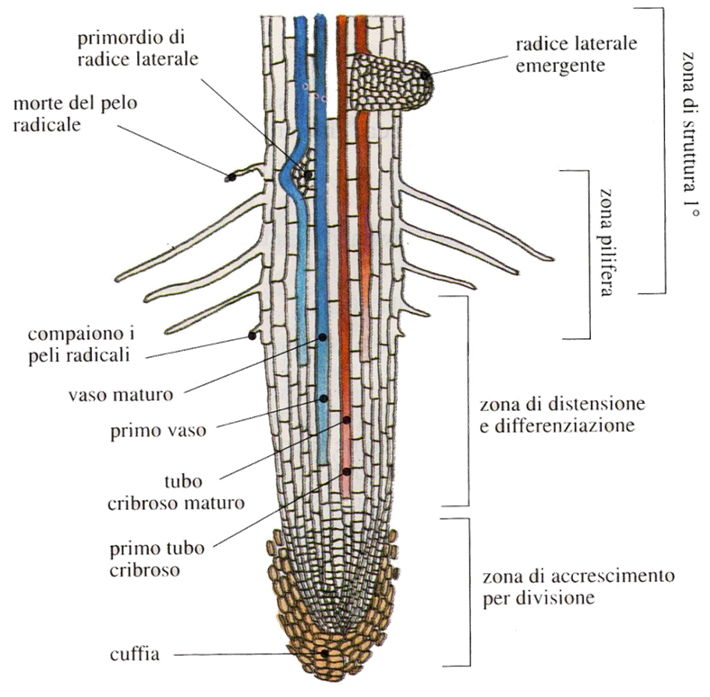 primordio di
radice laterale
radice laterale
emergente
morte del pelo
radicale
zona di struttura 1°
zona pilifera
compaiono i
peli radicali
vaso maturo
primo vaso
zona di distensione
e differenziazione
tubo
cribroso maturo
primo tubo
cribroso
zona di accrescimento
per divisione
cuffia